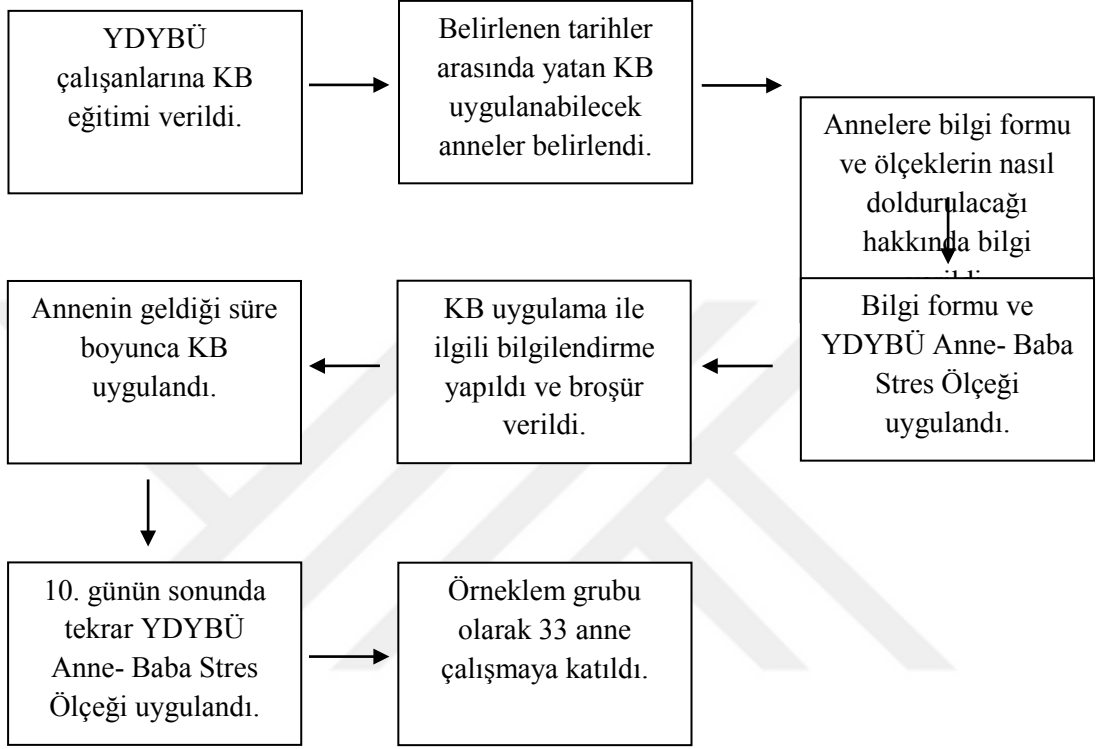 YDYBÜ
çalışanlarına KB
eğitimi verildi.
Belirlenen tarihler
arasında yatan KB
uygulanabilecek
anneler belirlendi.
Annelere bilgi formu
ve ölçeklerin nasıl
doldurulacağı
hakkında bilgi
Bilgi formu ve
YDYBÜ Anne- Baba
Stres Ölçeği
uygulandı.
KB uygulama ile
ilgili bilgilendirme
yapıldı ve broşür
verildi.
Annenin geldiği süre
boyunca KB
uygulandı.
10. günün sonunda
tekrar YDYBÜ
Anne- Baba Stres
Ölçeği uygulandı.
Örneklem grubu
olarak 33 anne
çalışmaya katıldı.